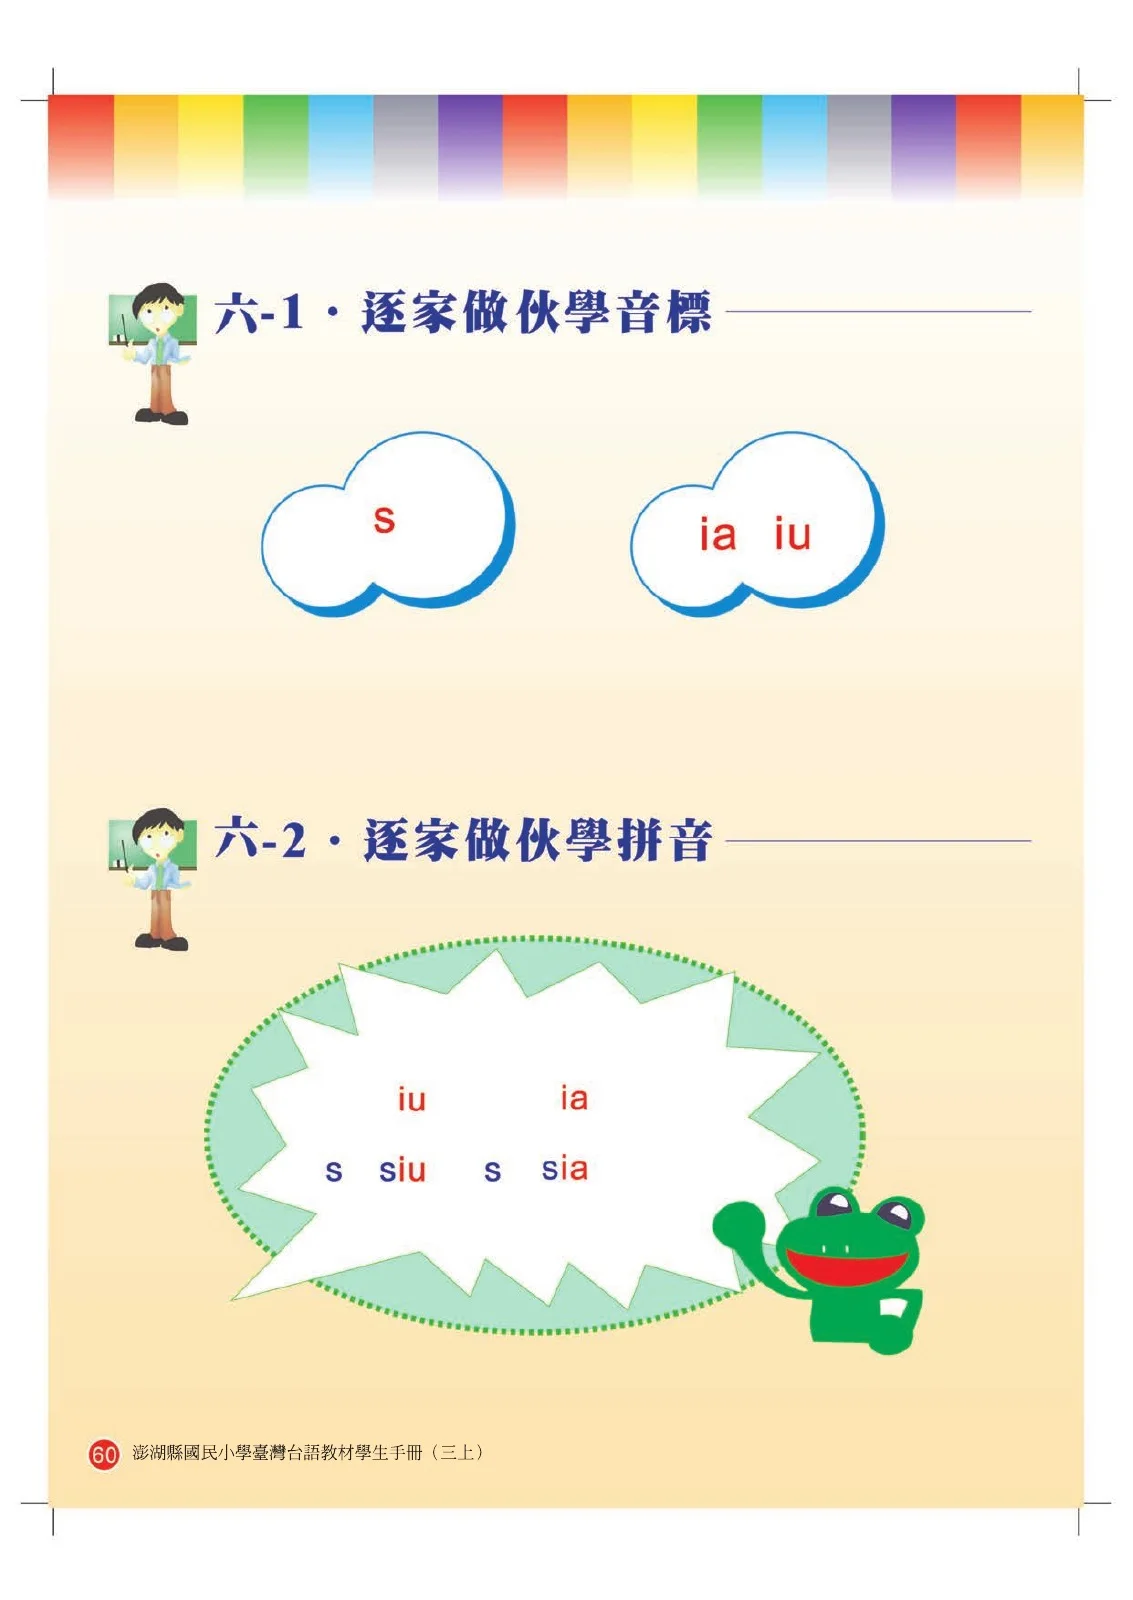 六-1·逐家做伙學音標
s
ia iu
六-2·逐家做伙學拼音
iu ia
s siu s sia
60 澎湖縣國民小學臺灣台語教材學生手冊（三上）